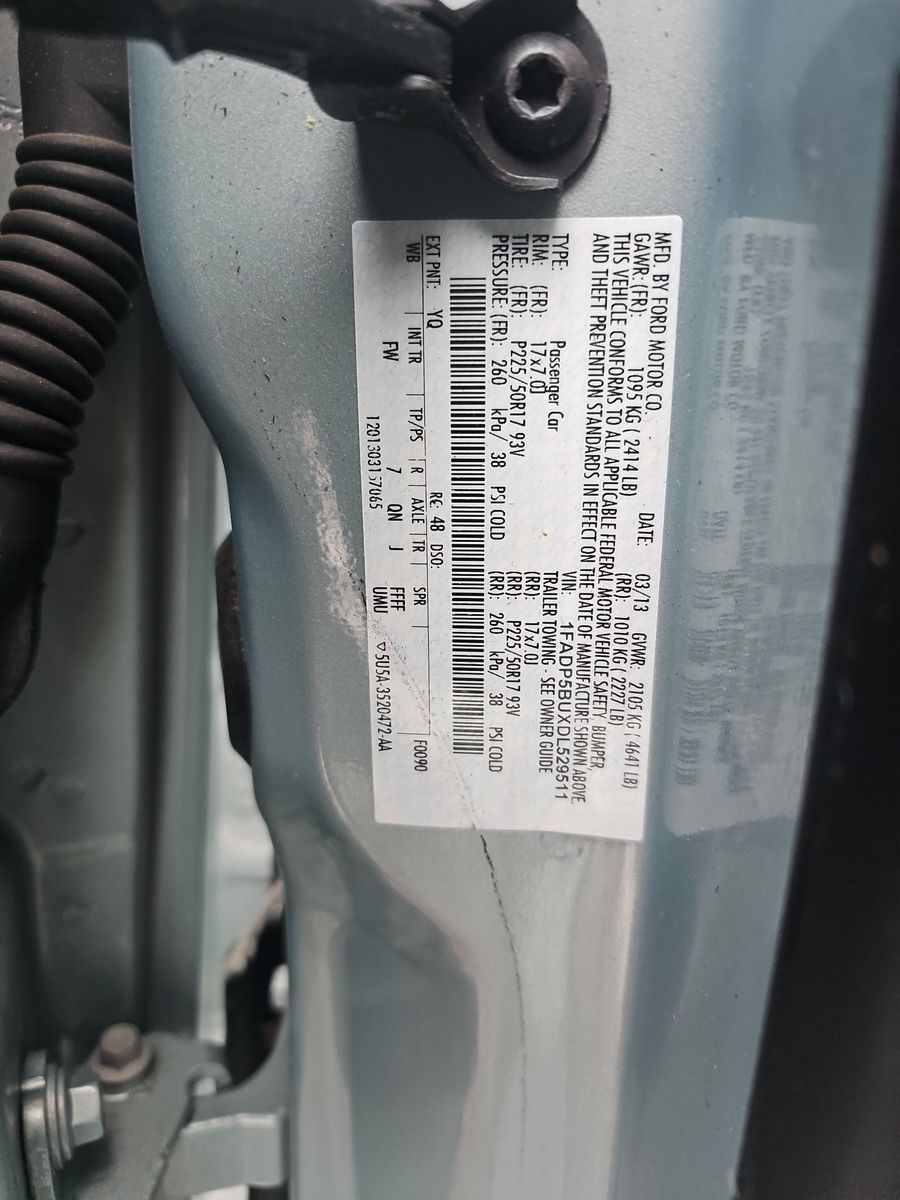 MFD. BY FORD MOTOR CO.
DATE: 03/13 GVWR: 2105 KG ( 4641 LB)
GAWR: (FR): 1095 KG ( 2414 LB) (RR): 1010 KG ( 2227 LB)
THIS VEHICLE CONFORMS TO ALL APPLICABLE FEDERAL MOTOR VEHICLE SAFETY, BUMPER,
AND THEFT PREVENTION STANDARDS IN EFFECT ON THE DATE OF MANUFACTURE SHOWN ABOVE.
VIN: 1FADP5BUXDL529511
TYPE: Passenger Car TRAILER TOWING - SEE OWNER GUIDE
RIM: (FR): 17x7.0J (RR): 17x7.0J
TIRE: (FR): P225/50R17 93V (RR): P225/50R17 93V
PRESSURE: (FR): 260 kPa/ 38 PSI COLD (RR): 260 kPa/ 38 PSI COLD
EXT PNT: YQ RC: 48 DSO: F0090
WB INT TR TP/PS R AXLE TR SPR
FW 7 QN J FFFF
UMU
1201303157065 ▽5U5A-3520472-AA